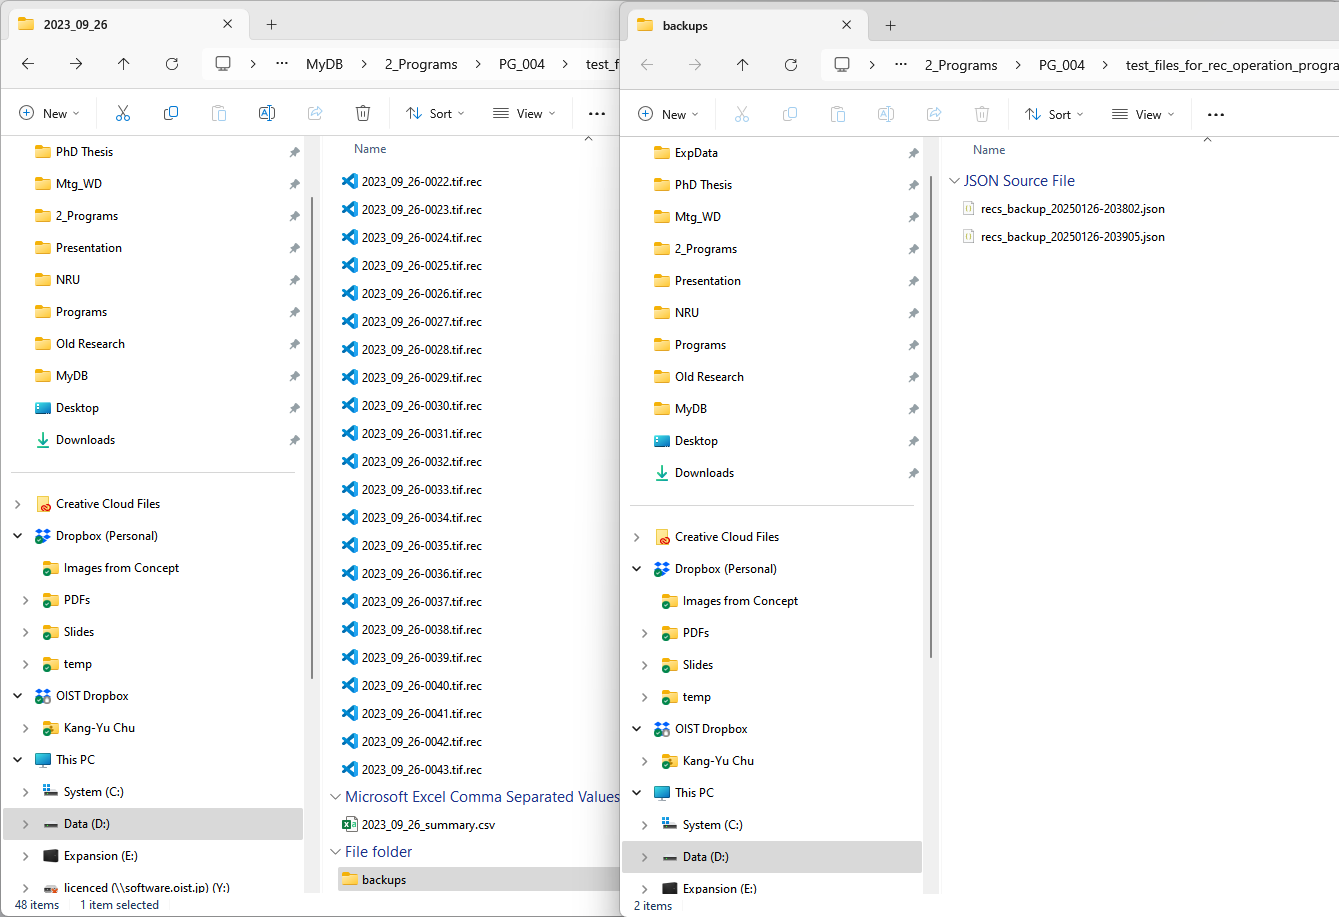 2023_09_26
MyDB
2_Programs
PG_004
test_f
New
Sort
View
PhD Thesis
Mtg_WD
2_Programs
Presentation
NRU
Programs
Old Research
MyDB
Desktop
Downloads
Creative Cloud Files
Dropbox (Personal)
Images from Concept
PDFs
Slides
temp
OIST Dropbox
Kang-Yu Chu
This PC
System (C:)
Data (D:)
Expansion (E:)
licenced (\\software.oist.jp) (Y:)
Name
2023_09_26-0022.tif.rec
2023_09_26-0023.tif.rec
2023_09_26-0024.tif.rec
2023_09_26-0025.tif.rec
2023_09_26-0026.tif.rec
2023_09_26-0027.tif.rec
2023_09_26-0028.tif.rec
2023_09_26-0029.tif.rec
2023_09_26-0030.tif.rec
2023_09_26-0031.tif.rec
2023_09_26-0032.tif.rec
2023_09_26-0033.tif.rec
2023_09_26-0034.tif.rec
2023_09_26-0035.tif.rec
2023_09_26-0036.tif.rec
2023_09_26-0037.tif.rec
2023_09_26-0038.tif.rec
2023_09_26-0039.tif.rec
2023_09_26-0040.tif.rec
2023_09_26-0041.tif.rec
2023_09_26-0042.tif.rec
2023_09_26-0043.tif.rec
Microsoft Excel Comma Separated Values
2023_09_26_summary.csv
File folder
backups
48 items
1 item selected
backups
2_Programs
PG_004
test_files_for_rec_operation_progra
New
Sort
View
ExpData
PhD Thesis
Mtg_WD
2_Programs
Presentation
NRU
Programs
Old Research
MyDB
Desktop
Downloads
Creative Cloud Files
Dropbox (Personal)
Images from Concept
PDFs
Slides
temp
OIST Dropbox
Kang-Yu Chu
This PC
System (C:)
Data (D:)
Expansion (E:)
Name
JSON Source File
recs_backup_20250126-203802.json
recs_backup_20250126-203905.json
2 items